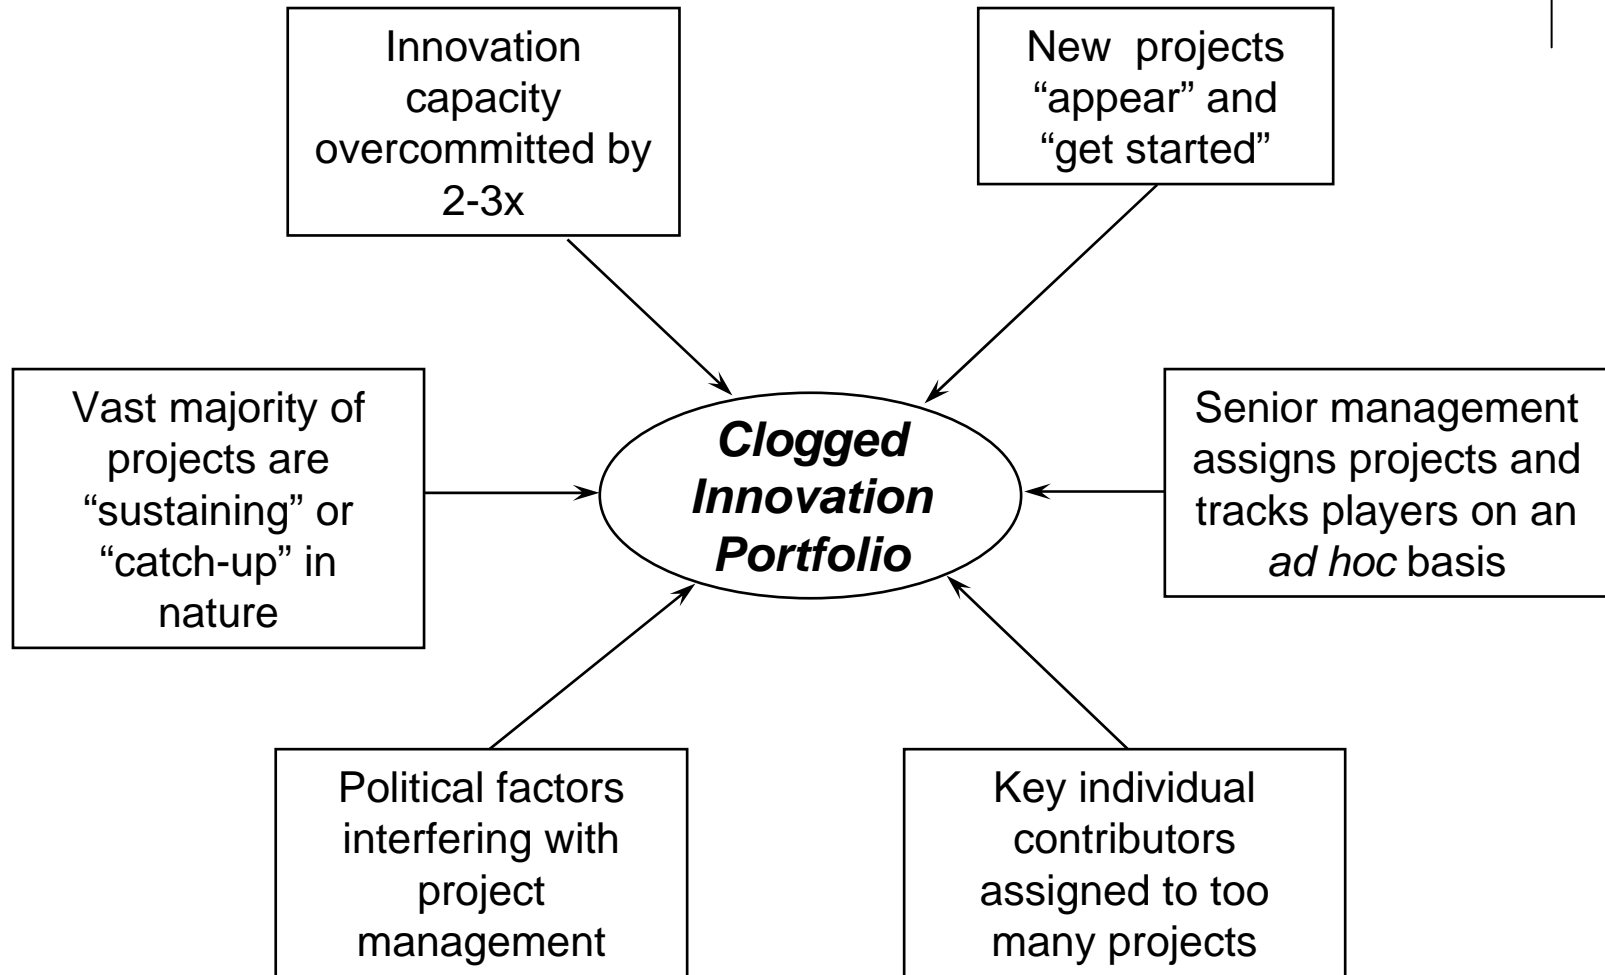 Innovation
capacity
overcommitted by
2-3x
New projects
“appear” and
“get started”
Vast majority of
projects are
“sustaining” or
“catch-up” in
nature
Clogged
Innovation
Portfolio
Senior management
assigns projects and
tracks players on an
ad hoc basis
Political factors
interfering with
project
management
Key individual
contributors
assigned to too
many projects